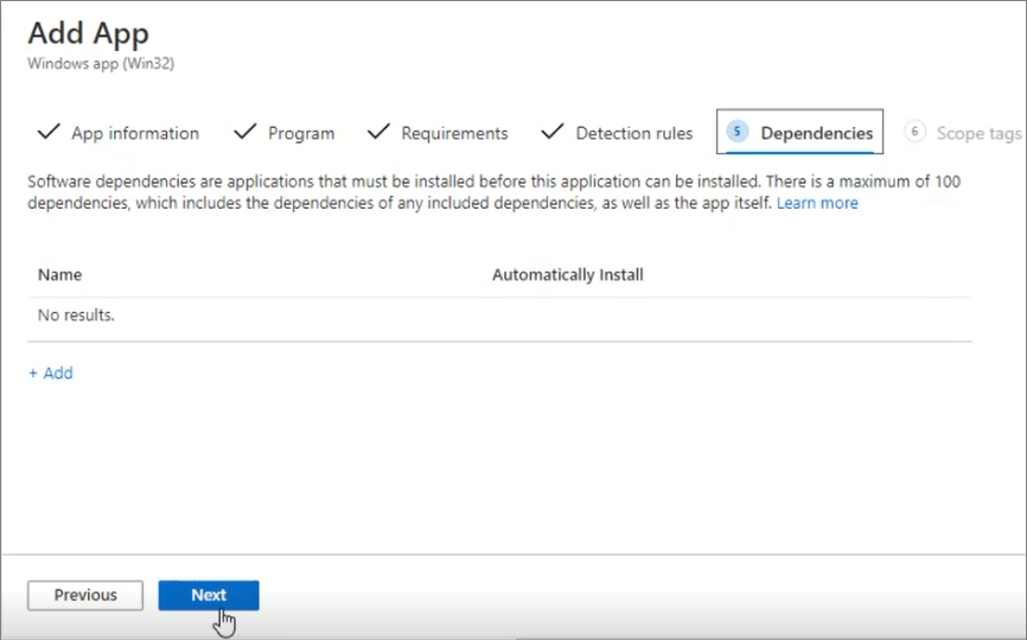 Add App
Windows app (Win32)
App information Program Requirements Detection rules 5 Dependencies 6 Scope tags
Software dependencies are applications that must be installed before this application can be installed. There is a maximum of 100
dependencies, which includes the dependencies of any included dependencies, as well as the app itself. Learn more
Name Automatically Install
No results.
+ Add
Previous Next